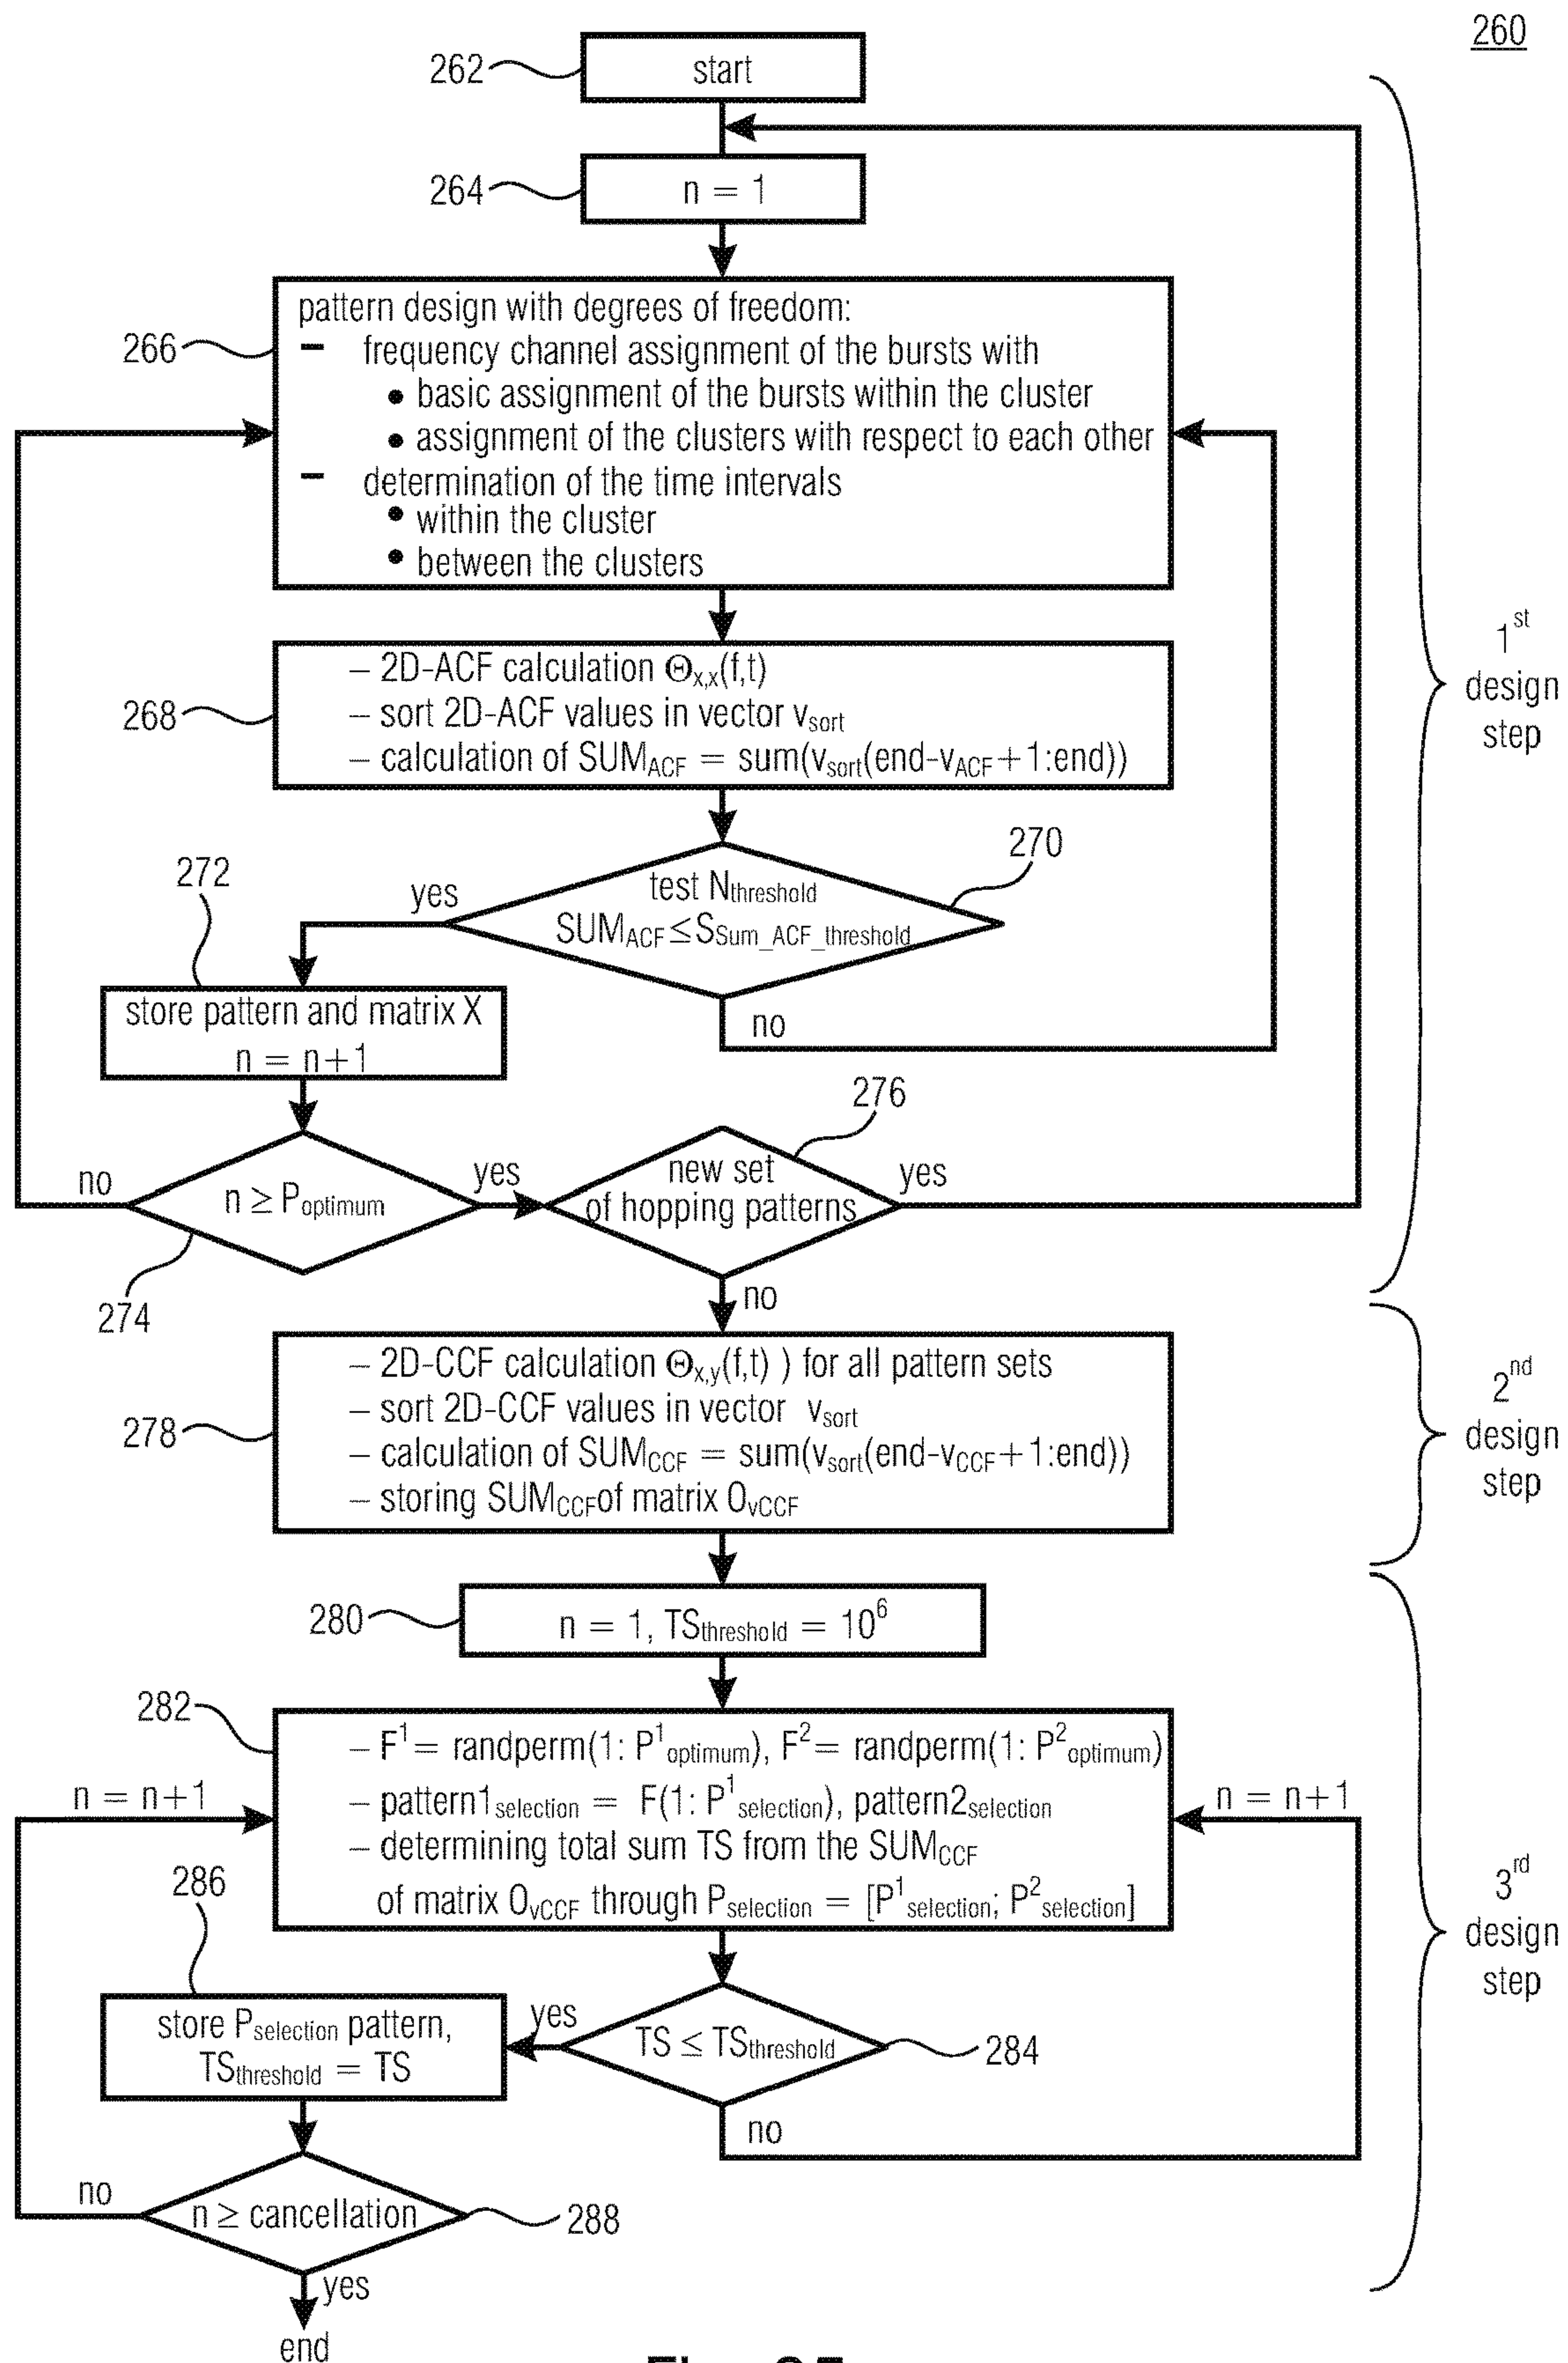 260
262
start
264
n = 1
266
pattern design with degrees of freedom:
– frequency channel assignment of the bursts with
• basic assignment of the bursts within the cluster
• assignment of the clusters with respect to each other
– determination of the time intervals
• within the cluster
• between the clusters
268
– 2D-ACF calculation Θx,x(f,t)
– sort 2D-ACF values in vector vsort
– calculation of SUMACF = sum(vsort(end-vACF+1:end))
1st
design
step
270
test Nthreshold
SUMACF≤SSum_ACF_threshold
yes
no
272
store pattern and matrix X
n = n+1
274
n ≥ Poptimum
no
yes
276
new set
of hopping patterns
yes
no
278
– 2D-CCF calculation Θx,y(f,t) ) for all pattern sets
– sort 2D-CCF values in vector vsort
– calculation of SUMCCF = sum(vsort(end-vCCF+1:end))
– storing SUMCCFof matrix OvCCF
2nd
design
step
280
n = 1, TSthreshold = 10^6
282
– F^1= randperm(1: P^1optimum), F^2= randperm(1: P^2optimum)
– pattern1selection = F(1: P^1selection), pattern2selection
– determining total sum TS from the SUMCCF
of matrix OvCCF through Pselection = [P^1selection; P^2selection]
n = n+1
n = n+1
3rd
design
step
284
TS ≤ TSthreshold
yes
no
286
store Pselection pattern,
TSthreshold = TS
288
n ≥ cancellation
no
yes
end